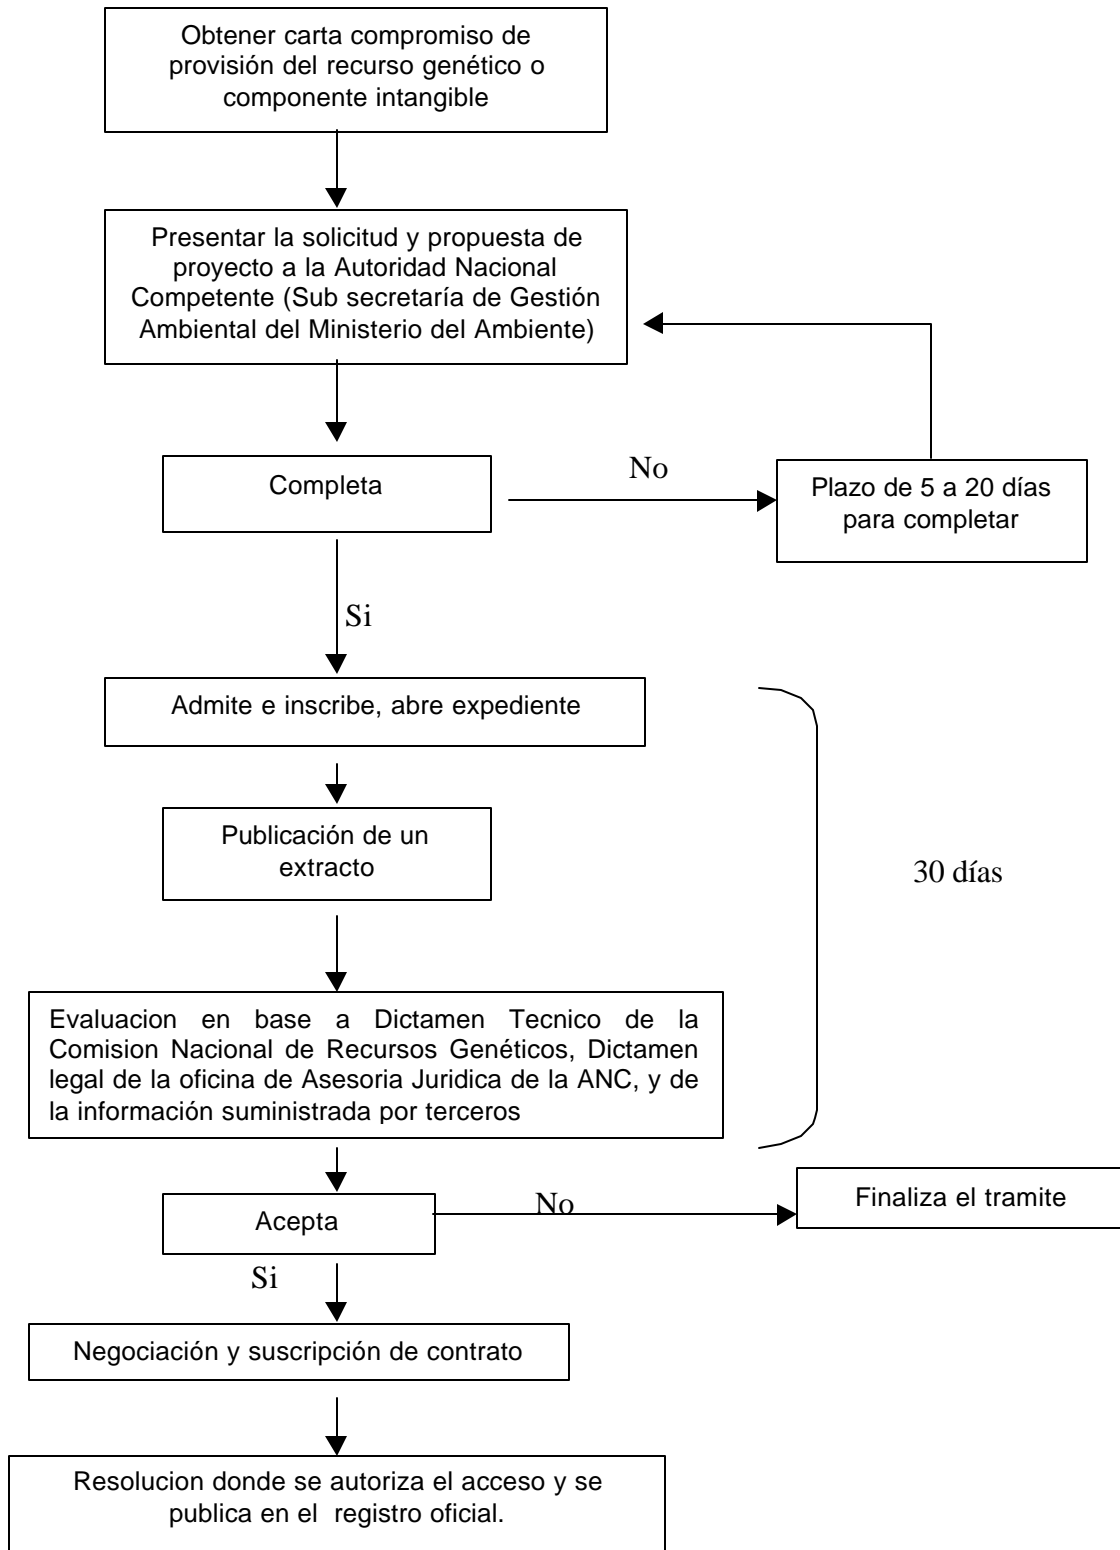 Obtener carta compromiso de
provisión del recurso genético o
componente intangible
Presentar la solicitud y propuesta de
proyecto a la Autoridad Nacional
Competente (Sub secretaría de Gestión
Ambiental del Ministerio del Ambiente)
Completa
No
Plazo de 5 a 20 días
para completar
Si
Admite e inscribe, abre expediente
Publicación de un
extracto
30 días
Evaluacion en base a Dictamen Tecnico de la
Comision Nacional de Recursos Genéticos, Dictamen
legal de la oficina de Asesoria Juridica de la ANC, y de
la información suministrada por terceros
Acepta
No
Finaliza el tramite
Si
Negociación y suscripción de contrato
Resolucion donde se autoriza el acceso y se
publica en el registro oficial.